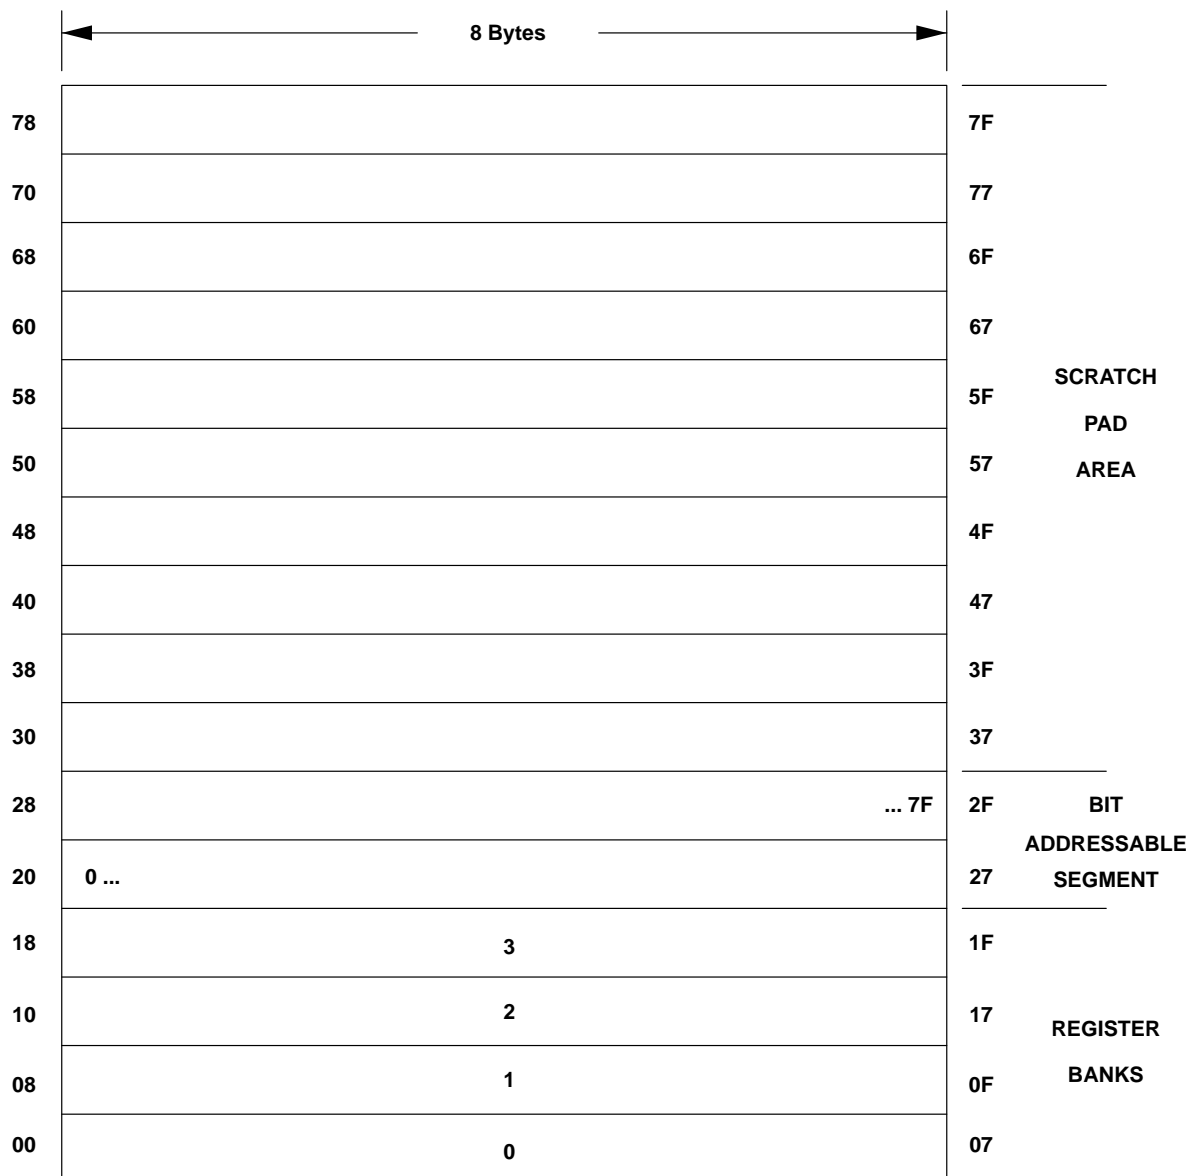 8 Bytes
78 7F
70 77
68 6F
60 67
SCRATCH
58 5F
PAD
50 57
AREA
48 4F
40 47
38 3F
30 37
28 ... 7F 2F BIT
ADDRESSABLE
20 0 ... 27 SEGMENT
18 3 1F
10 2 17
REGISTER
08 1 0F BANKS
00 0 07